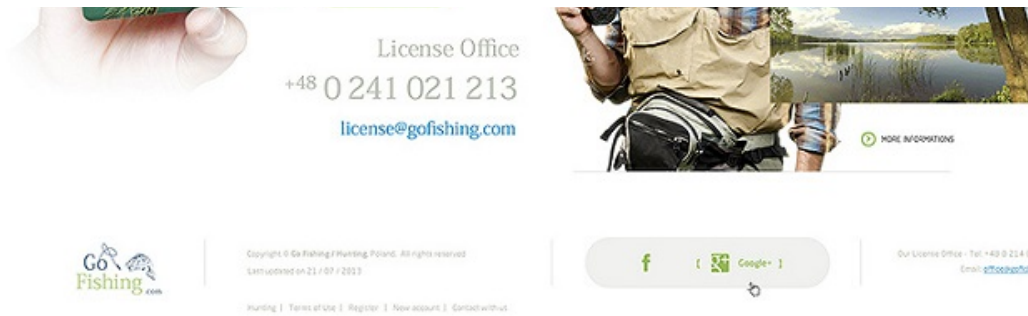 License Office
+48 0 241 021 213
license@gofishing.com
MORE INFORMATIONS
Go
Fishing.com
Copyright © Go Fishing / Hunting, Poland. All rights reserved
Last updated on 21 / 07 / 2013
Hunting | Terms of Use | Register | New account | Contact with us
f [ g+ Google+ ]
Our License Office - Tel: +49 0 214 0
Email: